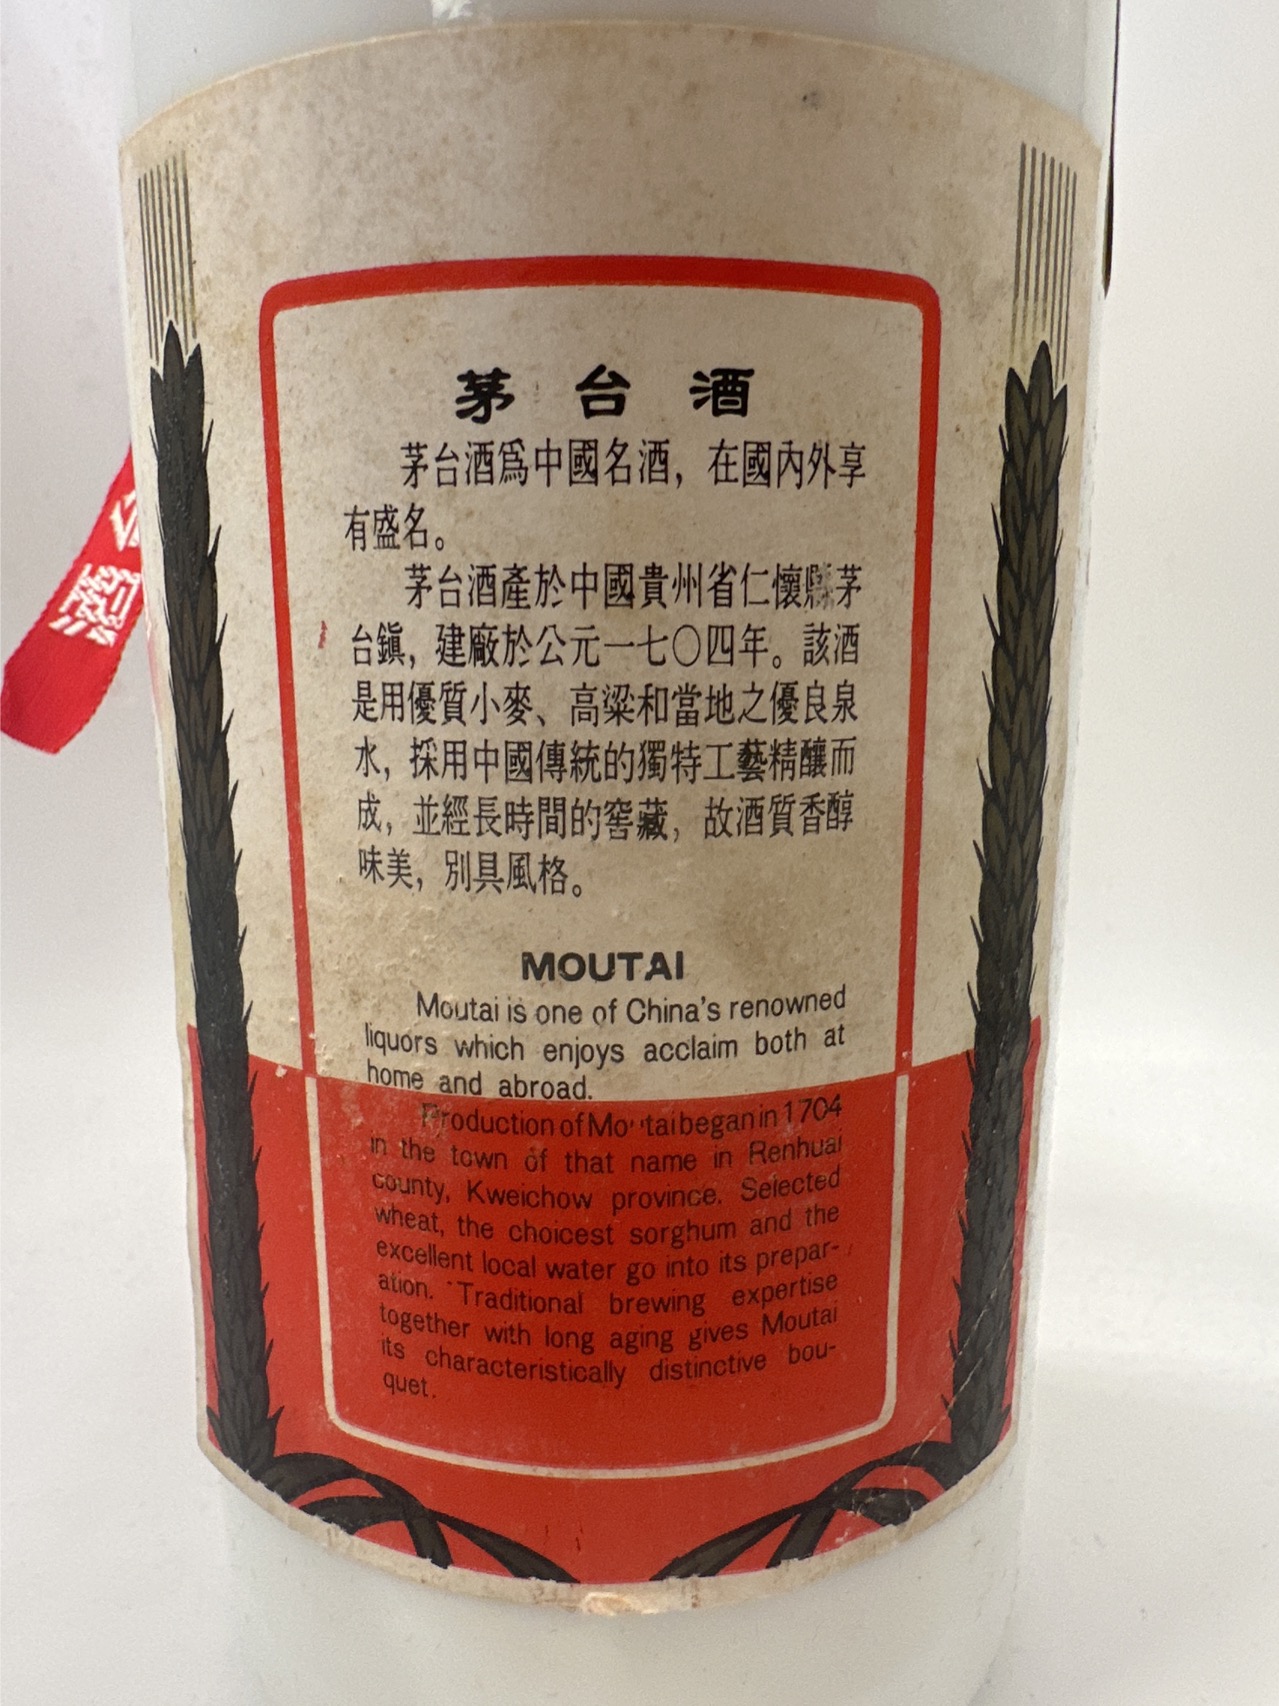 茅台酒
茅台酒爲中國名酒，在國內外享
有盛名。
茅台酒產於中國貴州省仁懷縣茅
台鎭，建廠於公元一七〇四年。該酒
是用優質小麥、高粱和當地之優良泉
水，採用中國傳統的獨特工藝精釀而
成，並經長時間的窖藏，故酒質香醇
味美，別具風格。
MOUTAI
Moutai is one of China's renowned
liquors which enjoys acclaim both at
home and abroad.
Production of Moutai began in 1704
in the town of that name in Renhuai
county, Kweichow province. Selected
wheat, the choicest sorghum and the
excellent local water go into its prepar-
ation. Traditional brewing expertise
together with long aging gives Moutai
its characteristically distinctive bou-
quet.